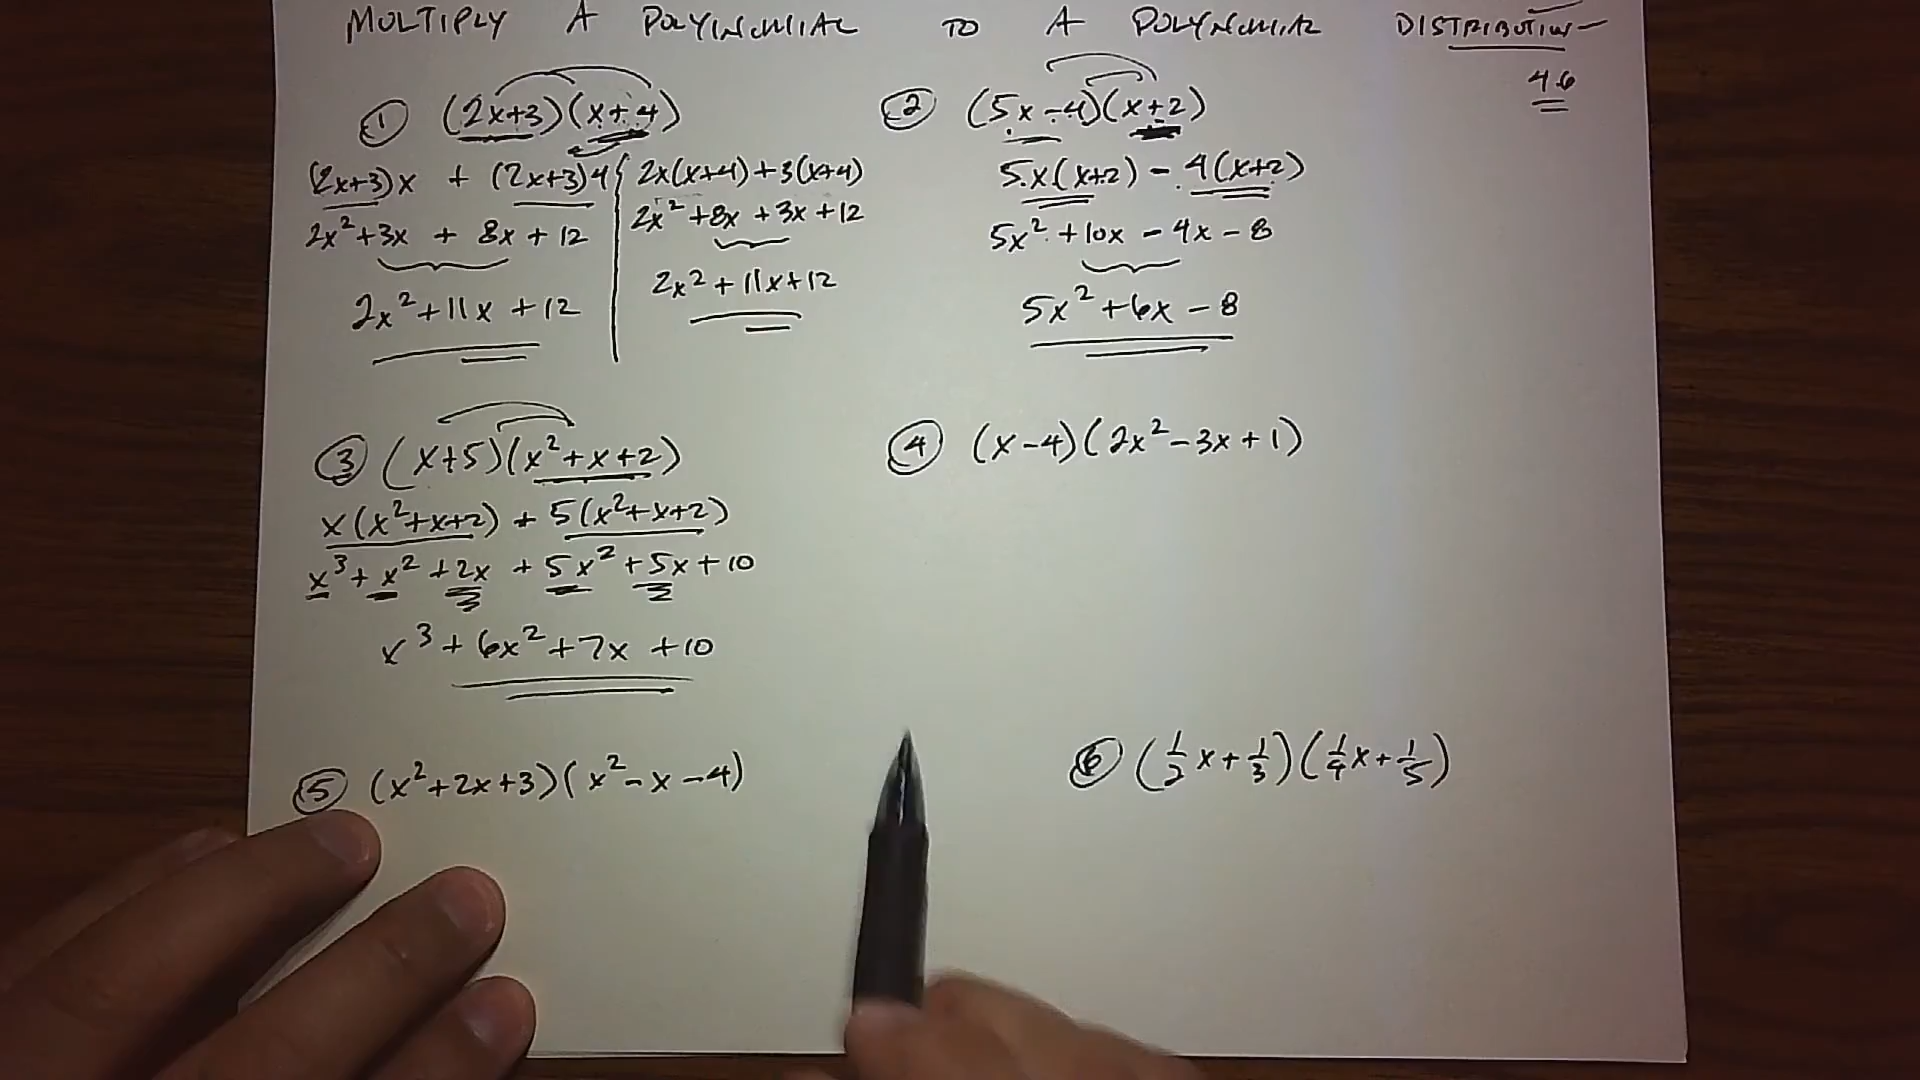 MULTIPLY A POLYNOMIAL TO A POLYNOMIAL DISTRIBUTION
4.6
① (2x+3)(x+4)
(2x+3)x + (2x+3)4
2x²+3x + 8x+12
2x²+11x+12
2x(x+4)+3(x+4)
2x²+8x+3x+12
2x²+11x+12
② (5x-4)(x+2)
5x(x+2)-4(x+2)
5x²+10x-4x-8
5x²+6x-8
③ (x+5)(x²+x+2)
x(x²+x+2)+5(x²+x+2)
x³+x²+2x+5x²+5x+10
x³+6x²+7x+10
④ (x-4)(2x²-3x+1)
⑤ (x²+2x+3)(x²-x-4)
⑥ (1/2x+1/3)(1/4x+1/5)